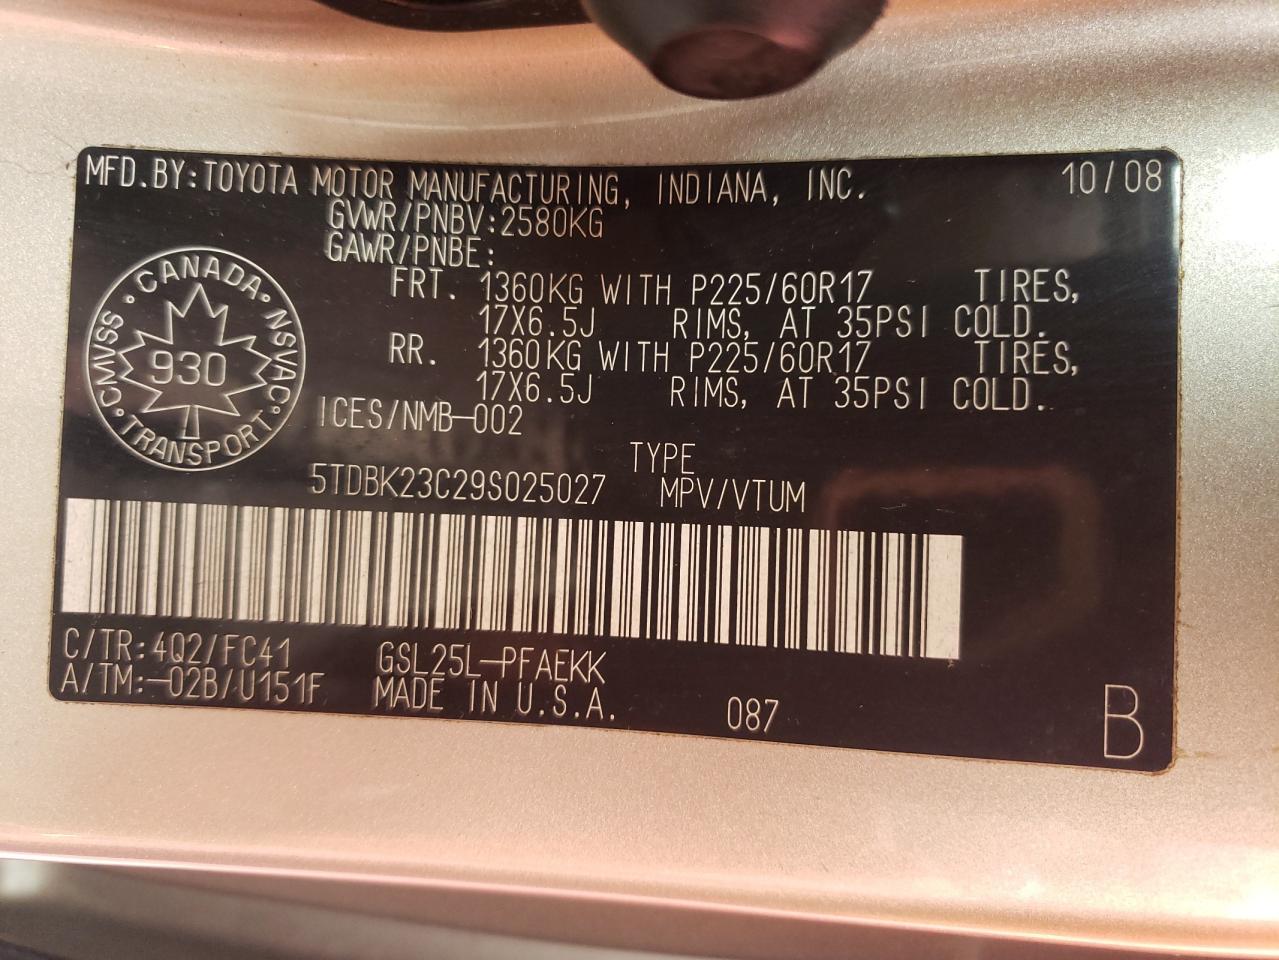 MFD.BY:TOYOTA MOTOR MANUFACTURING, INDIANA, INC. 10/08
GVWR/PNBV:2580KG
GAWR/PNBE:
FRT. 1360KG WITH P225/60R17 TIRES,
17X6.5J RIMS, AT 35PSI COLD.
RR. 1360KG WITH P225/60R17 TIRES,
17X6.5J RIMS, AT 35PSI COLD.
ICES/NMB-002
CANADA
CMVSS NSVAC
930
TRANSPORT
TYPE
5TDBK23C29S025027 MPV/VTUM
C/TR:4Q2/FC41 GSL25L-PFAEKK
A/TM:-02B/U151F MADE IN U.S.A. 087 B